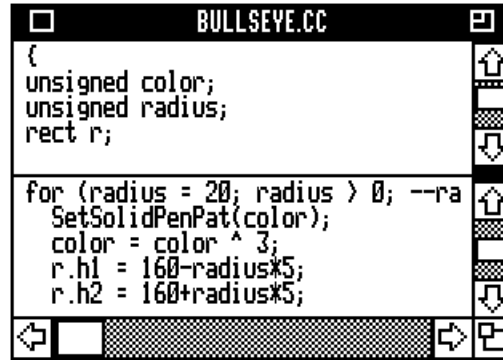 BULLSEYE.CC
{
unsigned color;
unsigned radius;
rect r;
for (radius = 20; radius > 0; --ra
SetSolidPenPat(color);
color = color ^ 3;
r.h1 = 160-radius*5;
r.h2 = 160+radius*5;